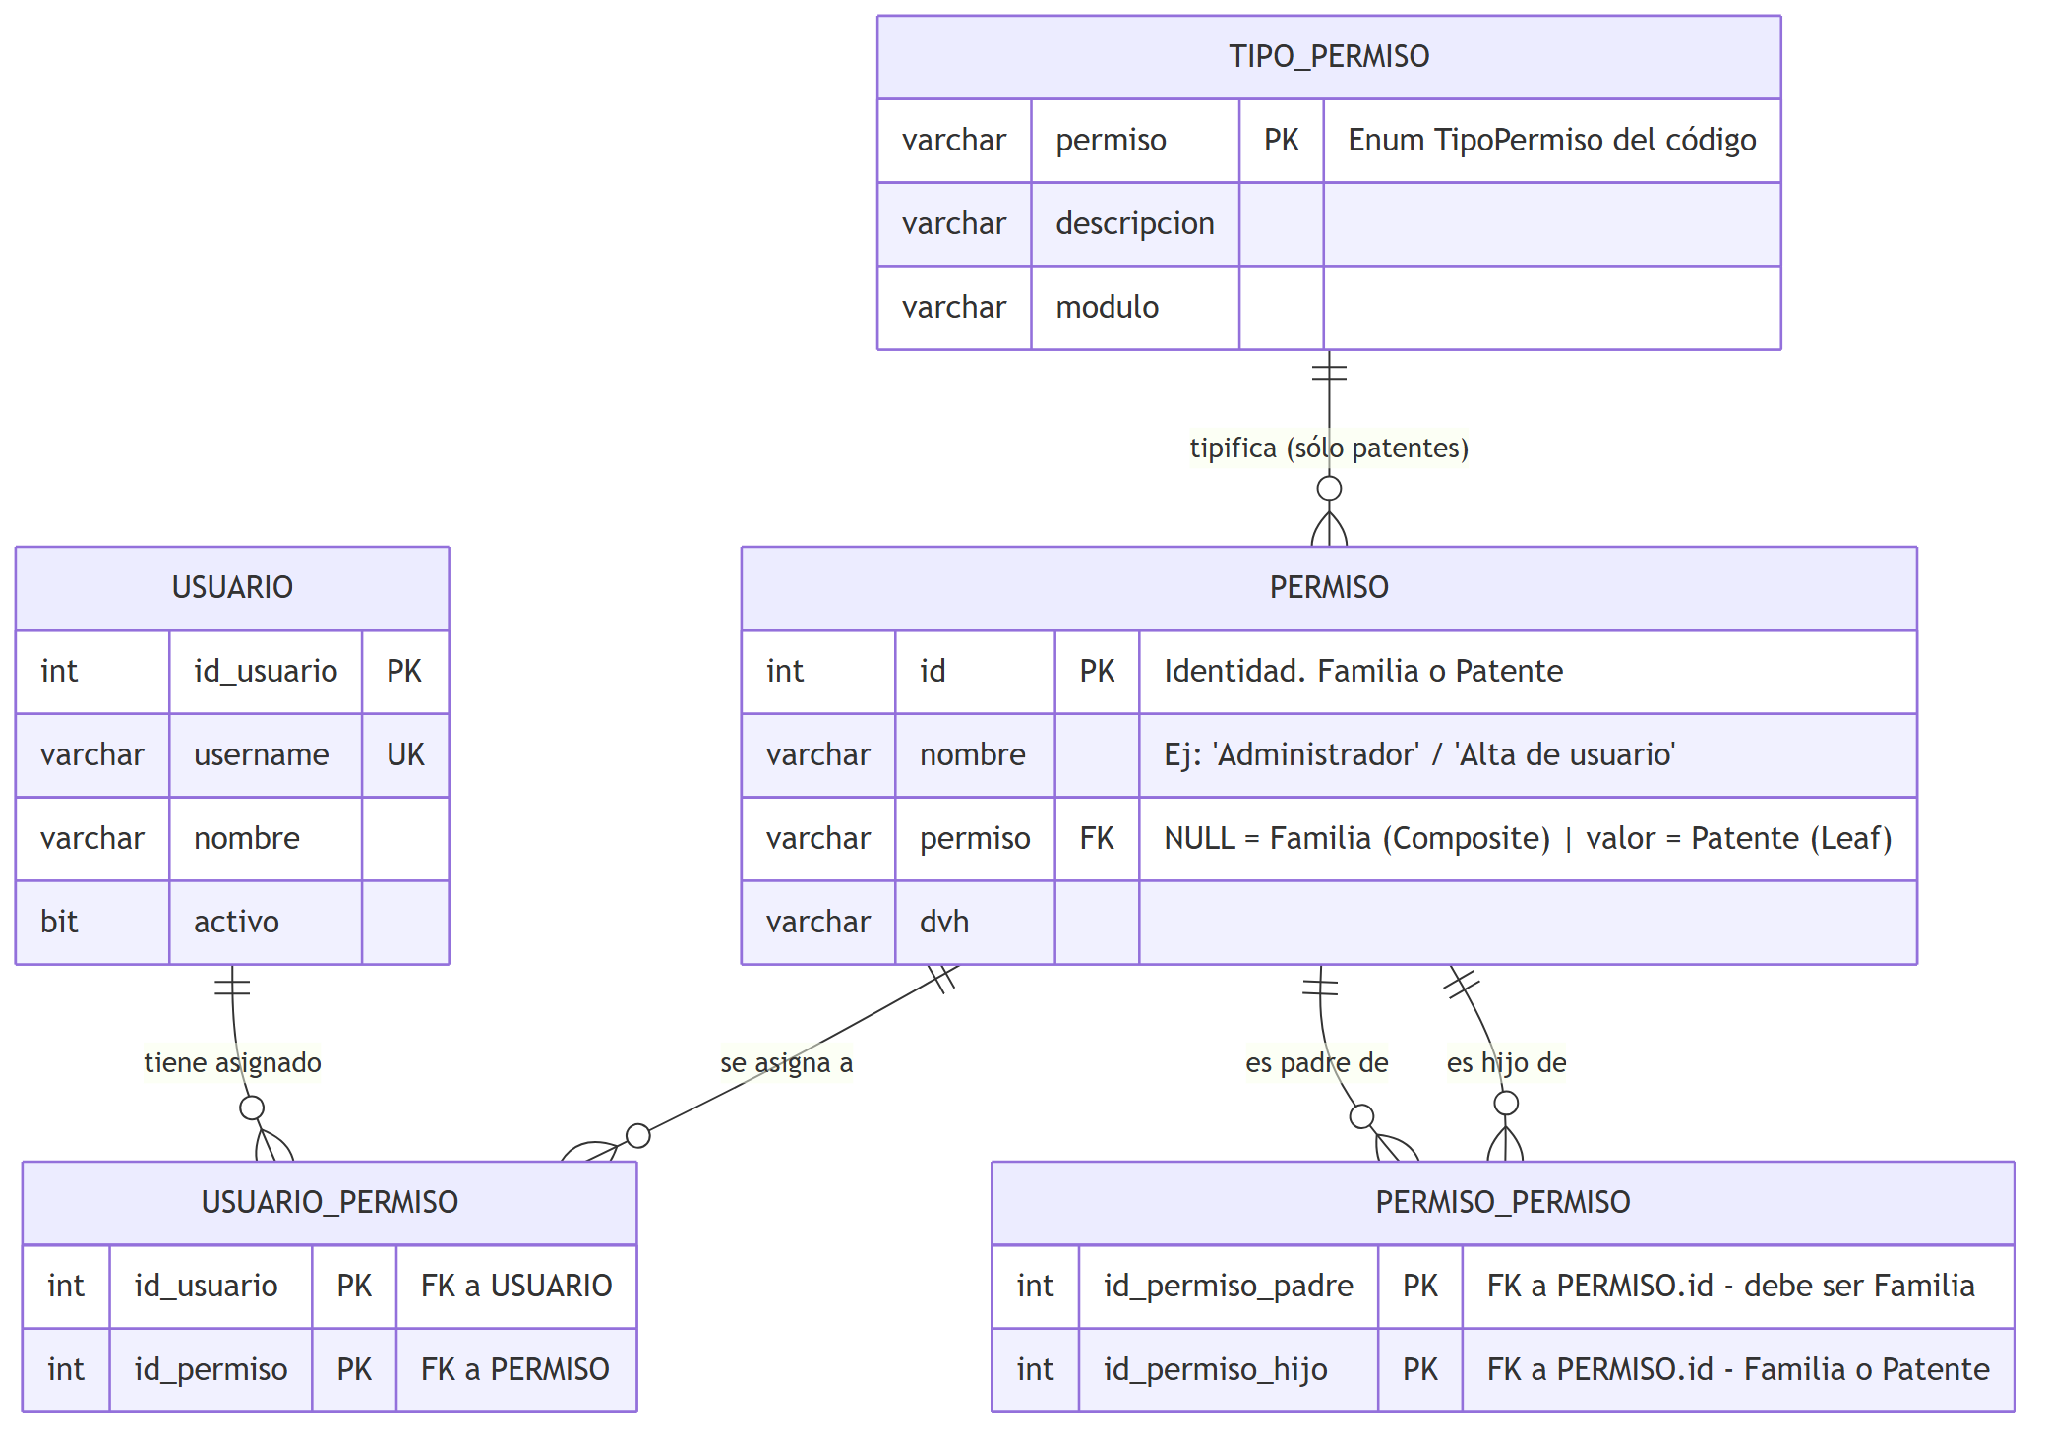 TIPO_PERMISO
varchar permiso PK Enum TipoPermiso del código
varchar descripcion
varchar modulo
tipifica (sólo patentes)
USUARIO
int id_usuario PK
varchar username UK
varchar nombre
bit activo
PERMISO
int id PK Identidad. Familia o Patente
varchar nombre Ej: 'Administrador' / 'Alta de usuario'
varchar permiso FK NULL = Familia (Composite) | valor = Patente (Leaf)
varchar dvh
tiene asignado
se asigna a
es padre de
es hijo de
USUARIO_PERMISO
int id_usuario PK FK a USUARIO
int id_permiso PK FK a PERMISO
PERMISO_PERMISO
int id_permiso_padre PK FK a PERMISO.id - debe ser Familia
int id_permiso_hijo PK FK a PERMISO.id - Familia o Patente